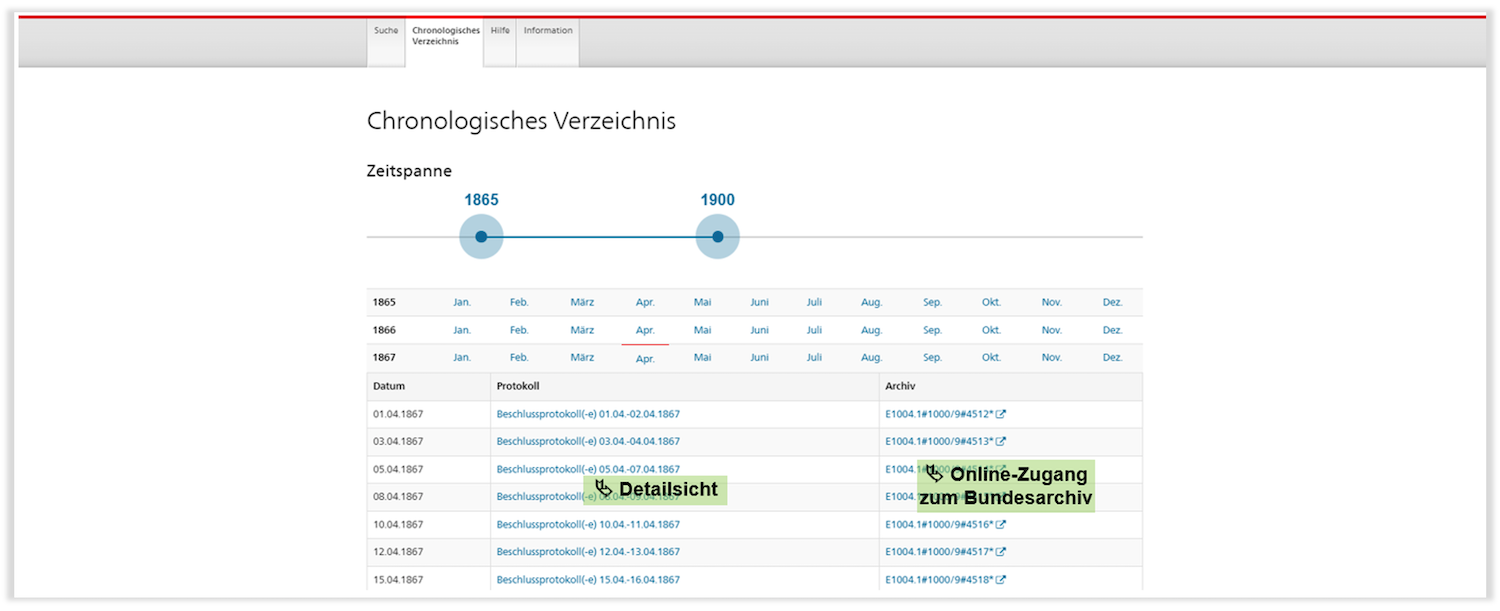 Suche
Chronologisches
Verzeichnis
Hilfe
Information
Chronologisches Verzeichnis
Zeitspanne
1865 1900
1865 Jan. Feb. März Apr. Mai Juni Juli Aug. Sep. Okt. Nov. Dez.
1866 Jan. Feb. März Apr. Mai Juni Juli Aug. Sep. Okt. Nov. Dez.
1867 Jan. Feb. März Apr. Mai Juni Juli Aug. Sep. Okt. Nov. Dez.
Datum Protokoll Archiv
01.04.1867 Beschlussprotokoll(-e) 01.04.-02.04.1867 E1004.1#1000/9#4512*
03.04.1867 Beschlussprotokoll(-e) 03.04.-04.04.1867 E1004.1#1000/9#4513*
05.04.1867 Beschlussprotokoll(-e) 05.04.-07.04.1867
Detailsicht
Online-Zugang
zum Bundesarchiv
08.04.1867 Beschlussprotokoll(-e) 08.04.-09.04.1867
10.04.1867 Beschlussprotokoll(-e) 10.04.-11.04.1867 E1004.1#1000/9#4516*
12.04.1867 Beschlussprotokoll(-e) 12.04.-13.04.1867 E1004.1#1000/9#4517*
15.04.1867 Beschlussprotokoll(-e) 15.04.-16.04.1867 E1004.1#1000/9#4518*